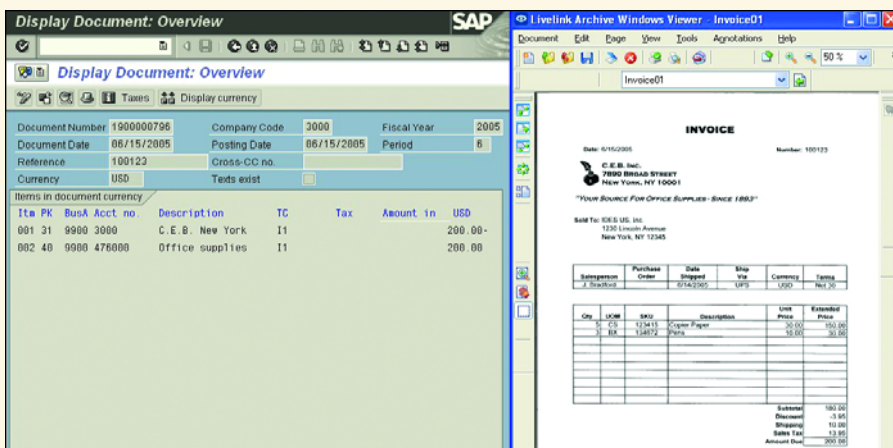 Display Document: Overview
SAP
Display Document: Overview
Taxes Display currency
Document Number 1900000796 Company Code 3000 Fiscal Year 2005
Document Date 06/15/2005 Posting Date 06/15/2005 Period 6
Reference 100123 Cross-CC no.
Currency USD Texts exist
Items in document currency
Itm PK BusA Acct no. Description TC Tax Amount in USD
001 31 9900 3000 C.E.B. New York I1 200.00-
002 40 9900 476000 Office supplies I1 200.00
Livelink Archive Windows Viewer - Invoice01
Document Edit Page View Tools Annotations Help
50 %
Invoice01
INVOICE
Date: 6/15/2005 Number: 100123
C.E.B. Inc.
7890 Broad Street
New York, NY 10001
"Your Source For Office Supplies - Since 1893"
Sold To: IDES US, inc.
1230 Lincoln Avenue
New York, NY 12345
Salesperson Purchase Order Date Shipped Ship Via Currency Terms
J. Bradford 6/14/2005 UPS USD Net 30
Qty UOM SKU Description Unit Price Extended Price
5 CS 123415 Copier Paper 30.00 150.00
3 BX 134672 Pens 10.00 30.00
Subtotal 180.00
Discount -3.95
Shipping 10.00
Sales Tax 13.95
Amount Due 200.00